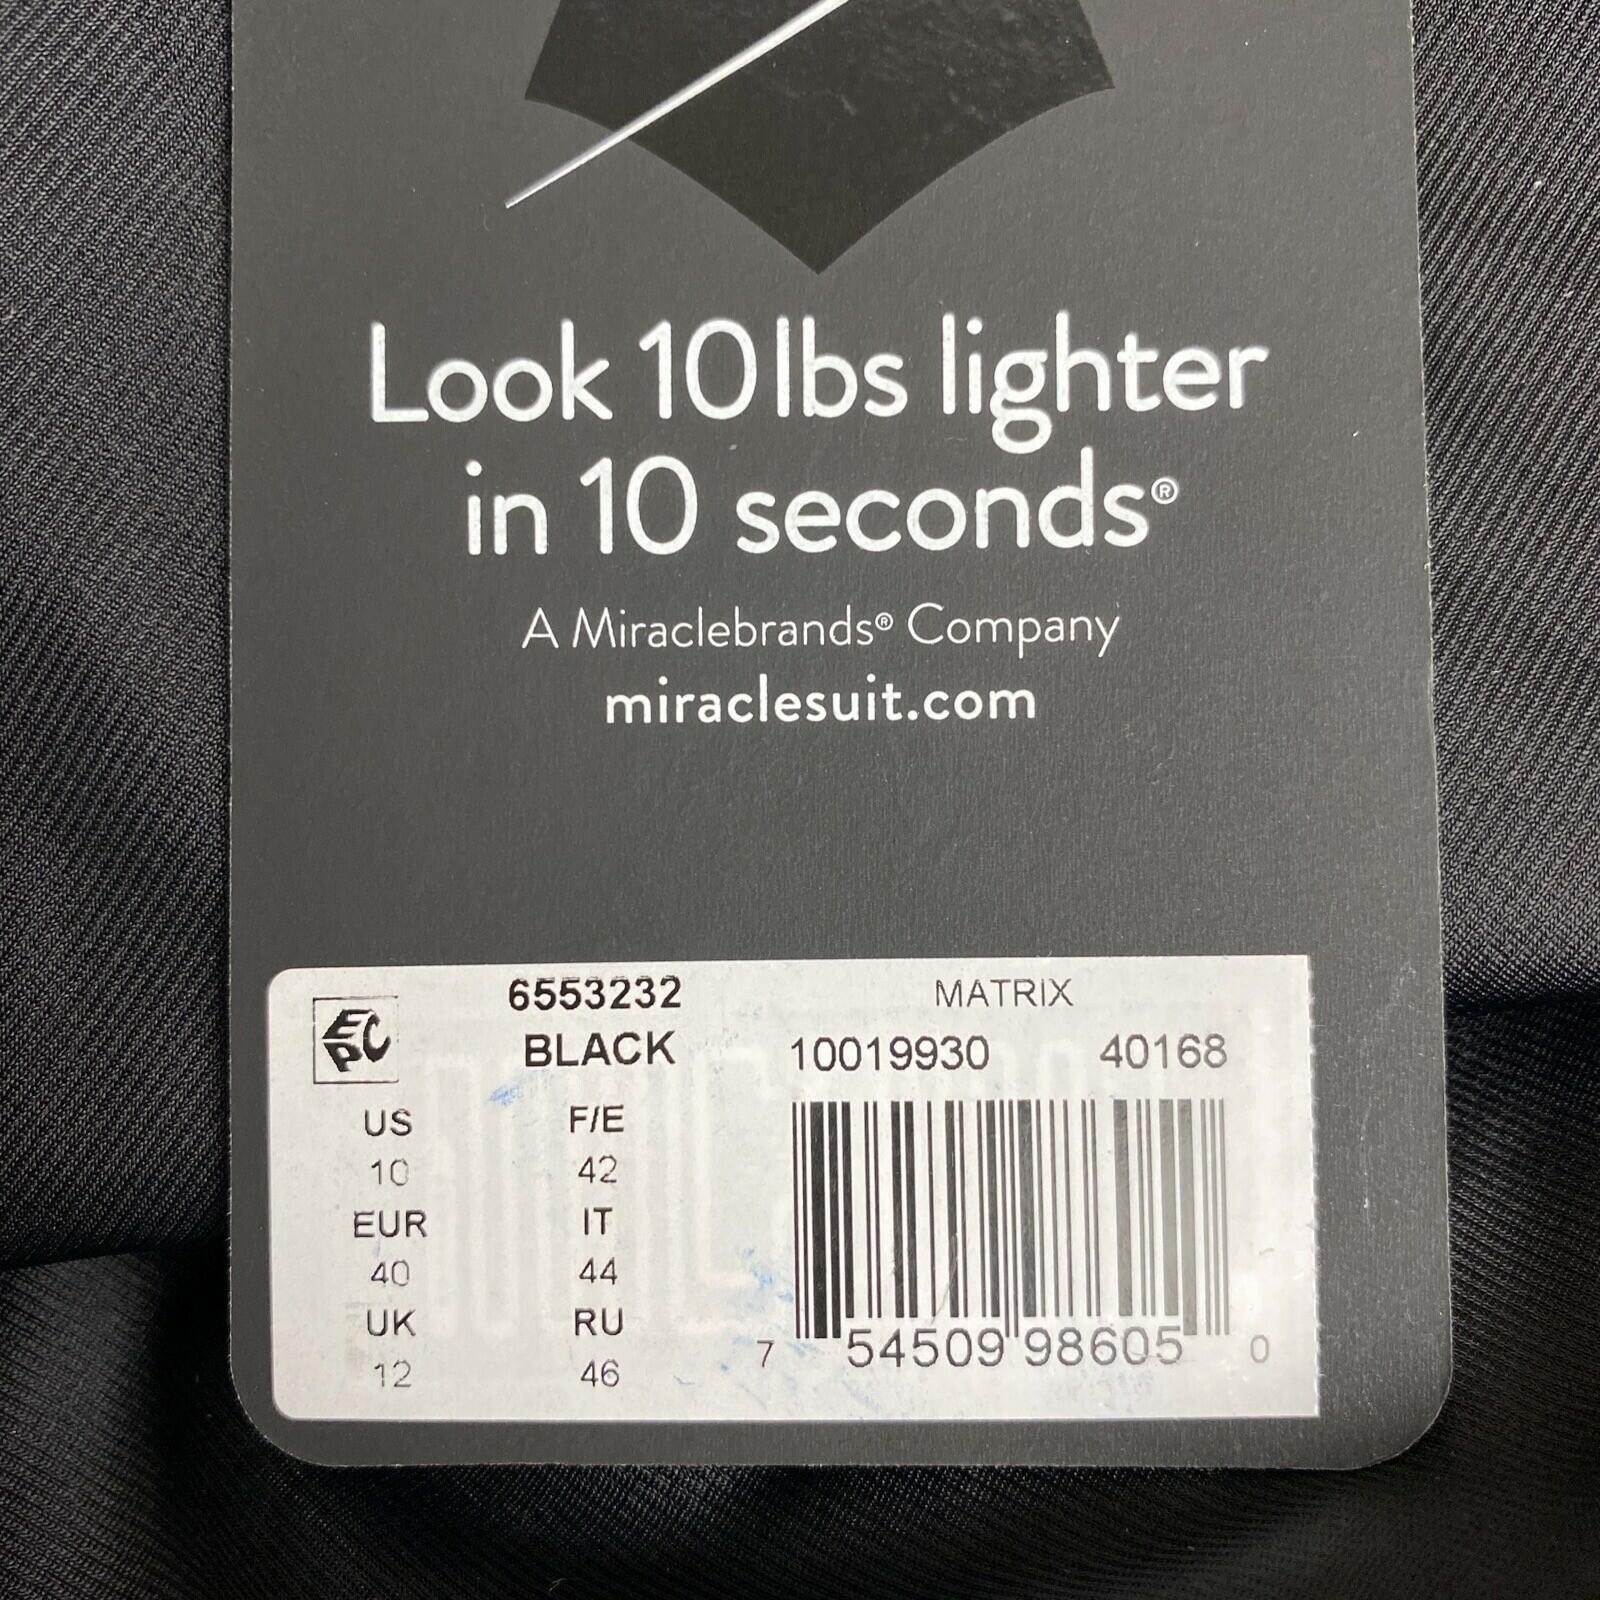 Look 10 lbs lighter
in 10 seconds®
A Miraclebrands® Company
miraclesuit.com
EPC
6553232
MATRIX
BLACK
10019930
40168
US
F/E
10
42
EUR
IT
40
44
UK
RU
12
46
7 54509 98605 0